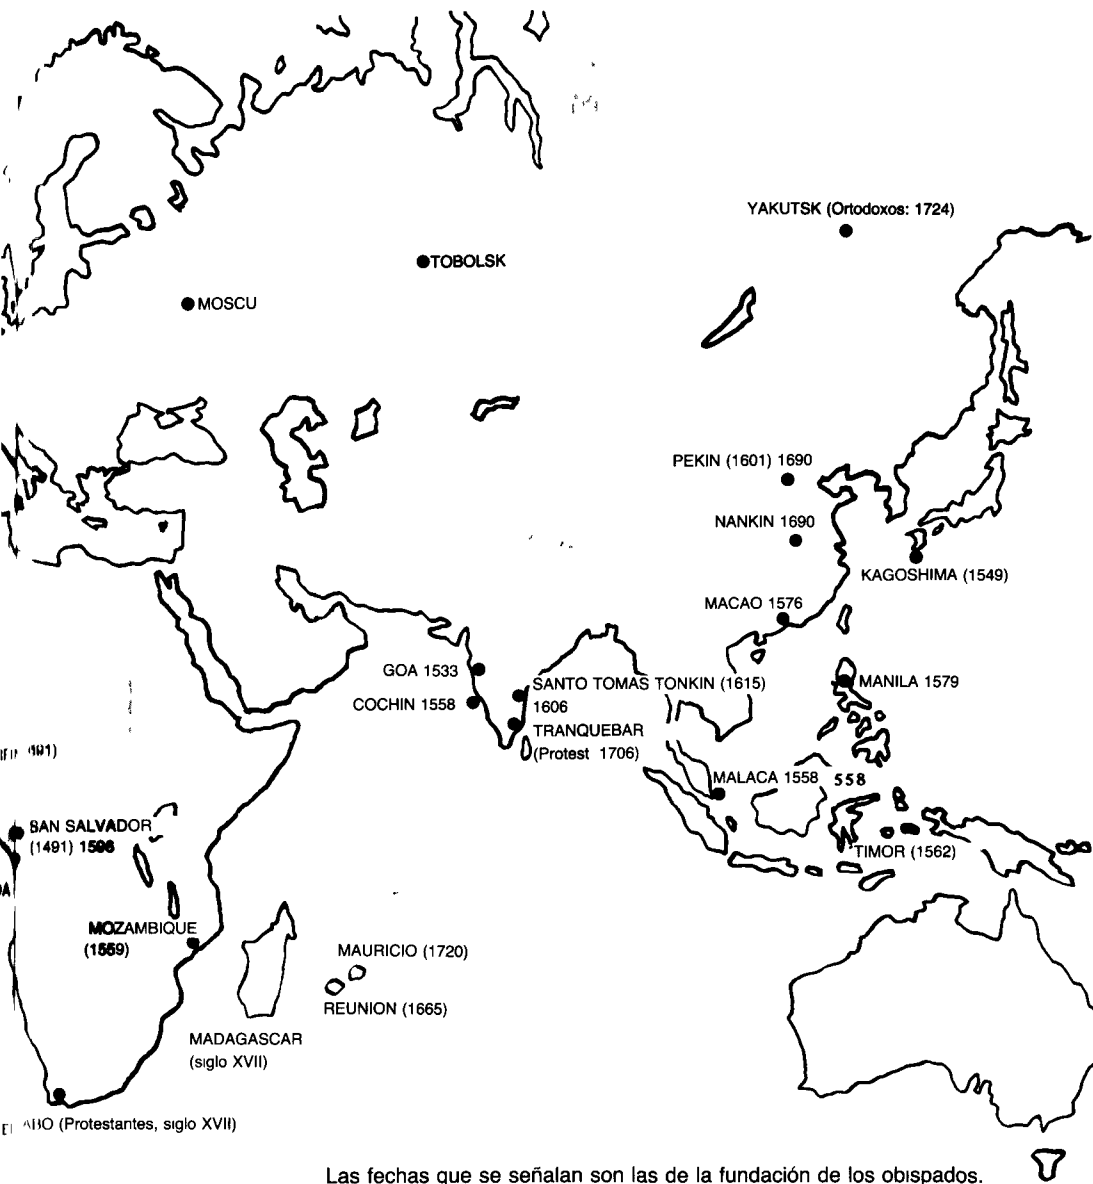 YAKUTSK (Ortodoxos: 1724)
TOBOLSK
MOSCU
PEKIN (1601) 1690
NANKIN 1690
KAGOSHIMA (1549)
MACAO 1576
GOA 1533
SANTO TOMAS TONKIN (1615)
1606
MANILA 1579
COCHIN 1558
TRANQUEBAR
(Protest 1706)
MALACA 1558 558
SAN SALVADOR
(1491) 1596
TIMOR (1562)
MOZAMBIQUE
(1559)
MAURICIO (1720)
REUNION (1665)
MADAGASCAR
(siglo XVII)
(Protestantes, siglo XVII)
Las fechas que se señalan son las de la fundación de los obispados.